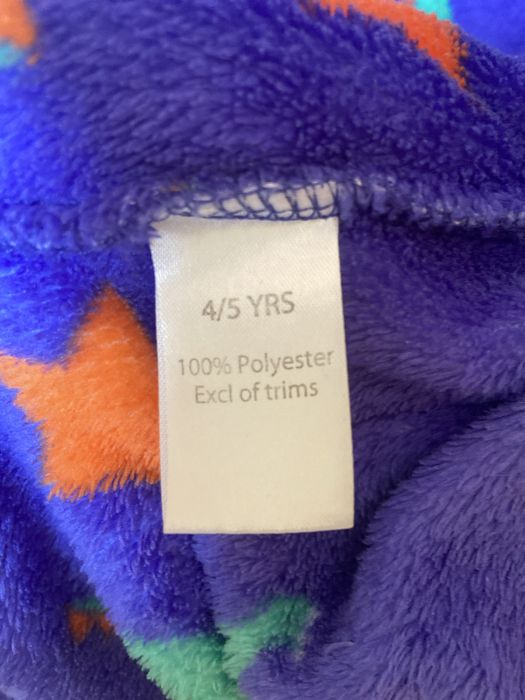 4/5 YRS
100% Polyester
Excl of trims